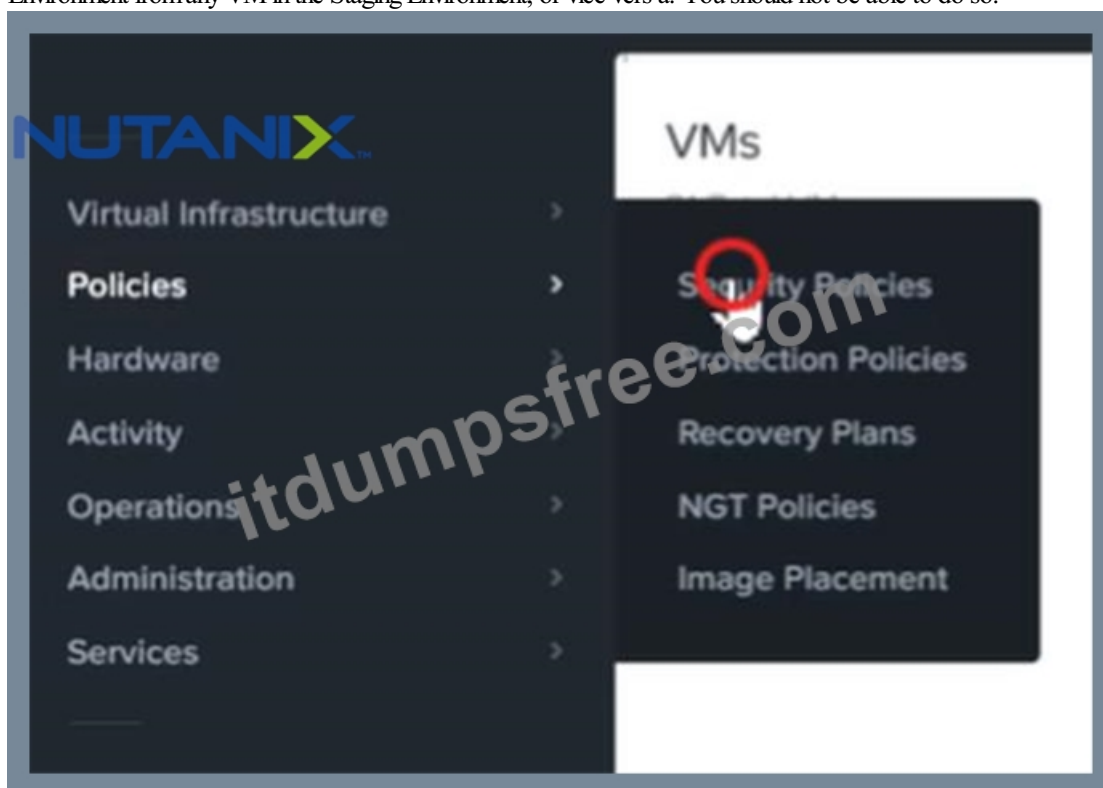 Environment from any VM in the Staging Environment, or vice vers a. You should not be able to do so.
NUTANIX™
VMs
Virtual Infrastructure
Policies
Security Policies
Hardware
Protection Policies
Activity
Recovery Plans
Operations
NGT Policies
Administration
Image Placement
Services
itdumpsfree.com